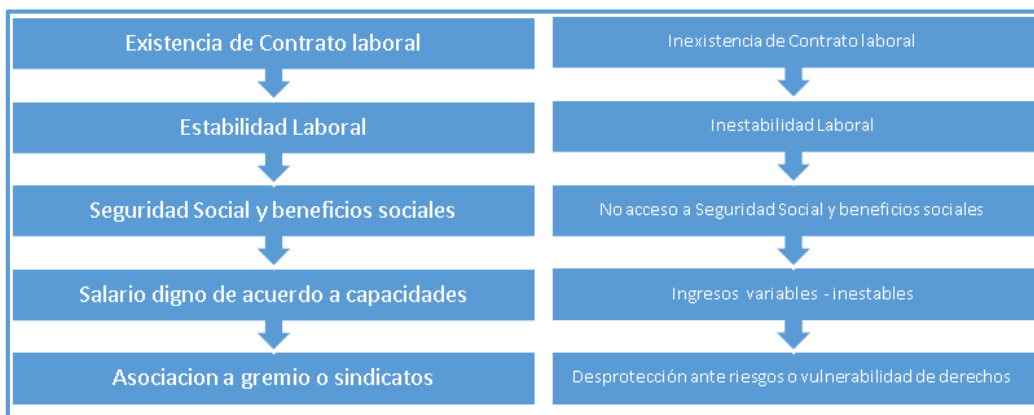 Existencia de Contrato laboral
Estabilidad Laboral
Seguridad Social y beneficios sociales
Salario digno de acuerdo a capacidades
Asociacion a gremio o sindicatos
Inexistencia de Contrato laboral
Inestabilidad Laboral
No acceso a Seguridad Social y beneficios sociales
Ingresos variables - inestables
Desprotección ante riesgos o vulnerabilidad de derechos